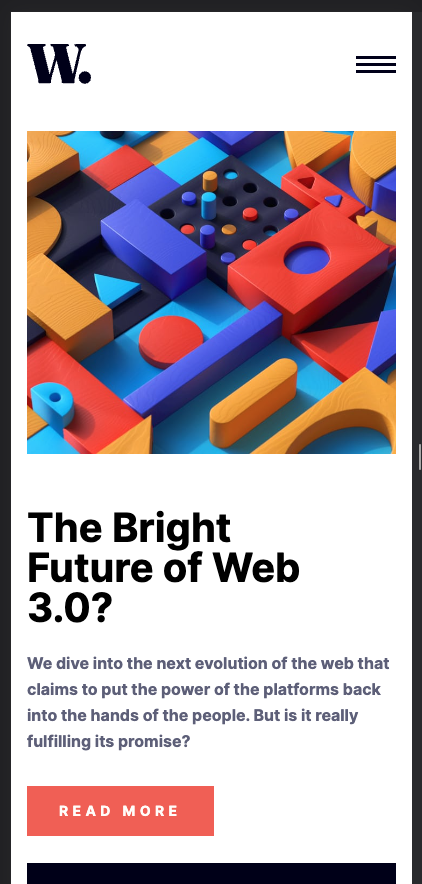 W.
The Bright
Future of Web
3.0?
We dive into the next evolution of the web that
claims to put the power of the platforms back
into the hands of the people. But is it really
fulfilling its promise?
READ MORE